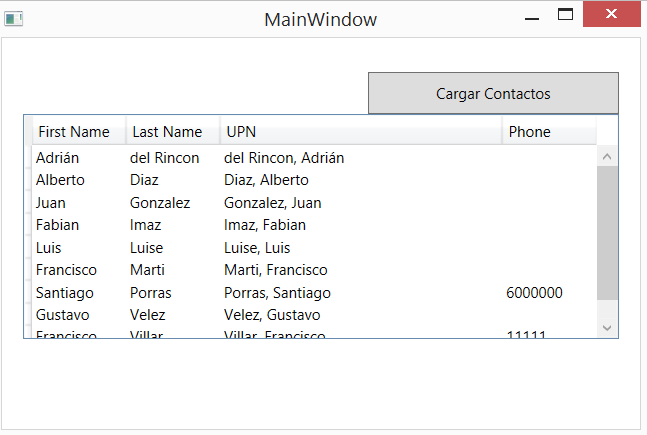 MainWindow
Cargar Contactos
First Name Last Name UPN Phone
Adrián del Rincon del Rincon, Adrián
Alberto Diaz Diaz, Alberto
Juan Gonzalez Gonzalez, Juan
Fabian Imaz Imaz, Fabian
Luis Luise Luise, Luis
Francisco Marti Marti, Francisco
Santiago Porras Porras, Santiago 6000000
Gustavo Velez Velez, Gustavo
Francisco Villar Villar, Francisco 11111